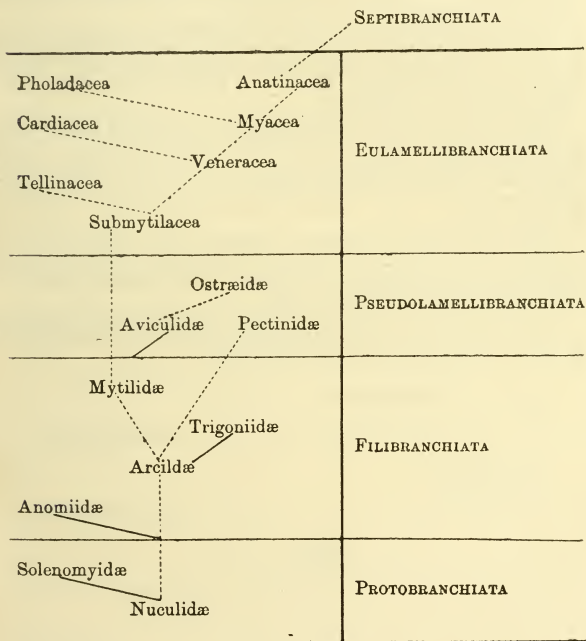 SEPTIBRANCHIATA
Pholadacea
Anatinacea
Cardiacea
Myacea
Veneracea
EULAMELLIBRANCHIATA
Tellinacea
Submytilacea
Ostræidæ
PSEUDOLAMELLIBRANCHIATA
Aviculidæ
Pectinidæ
Mytilidæ
Trigoniidæ
FILIBRANCHIATA
Arcildæ
Anomiidæ
Solenomyidæ
PROTOBRANCHIATA
Nuculidæ